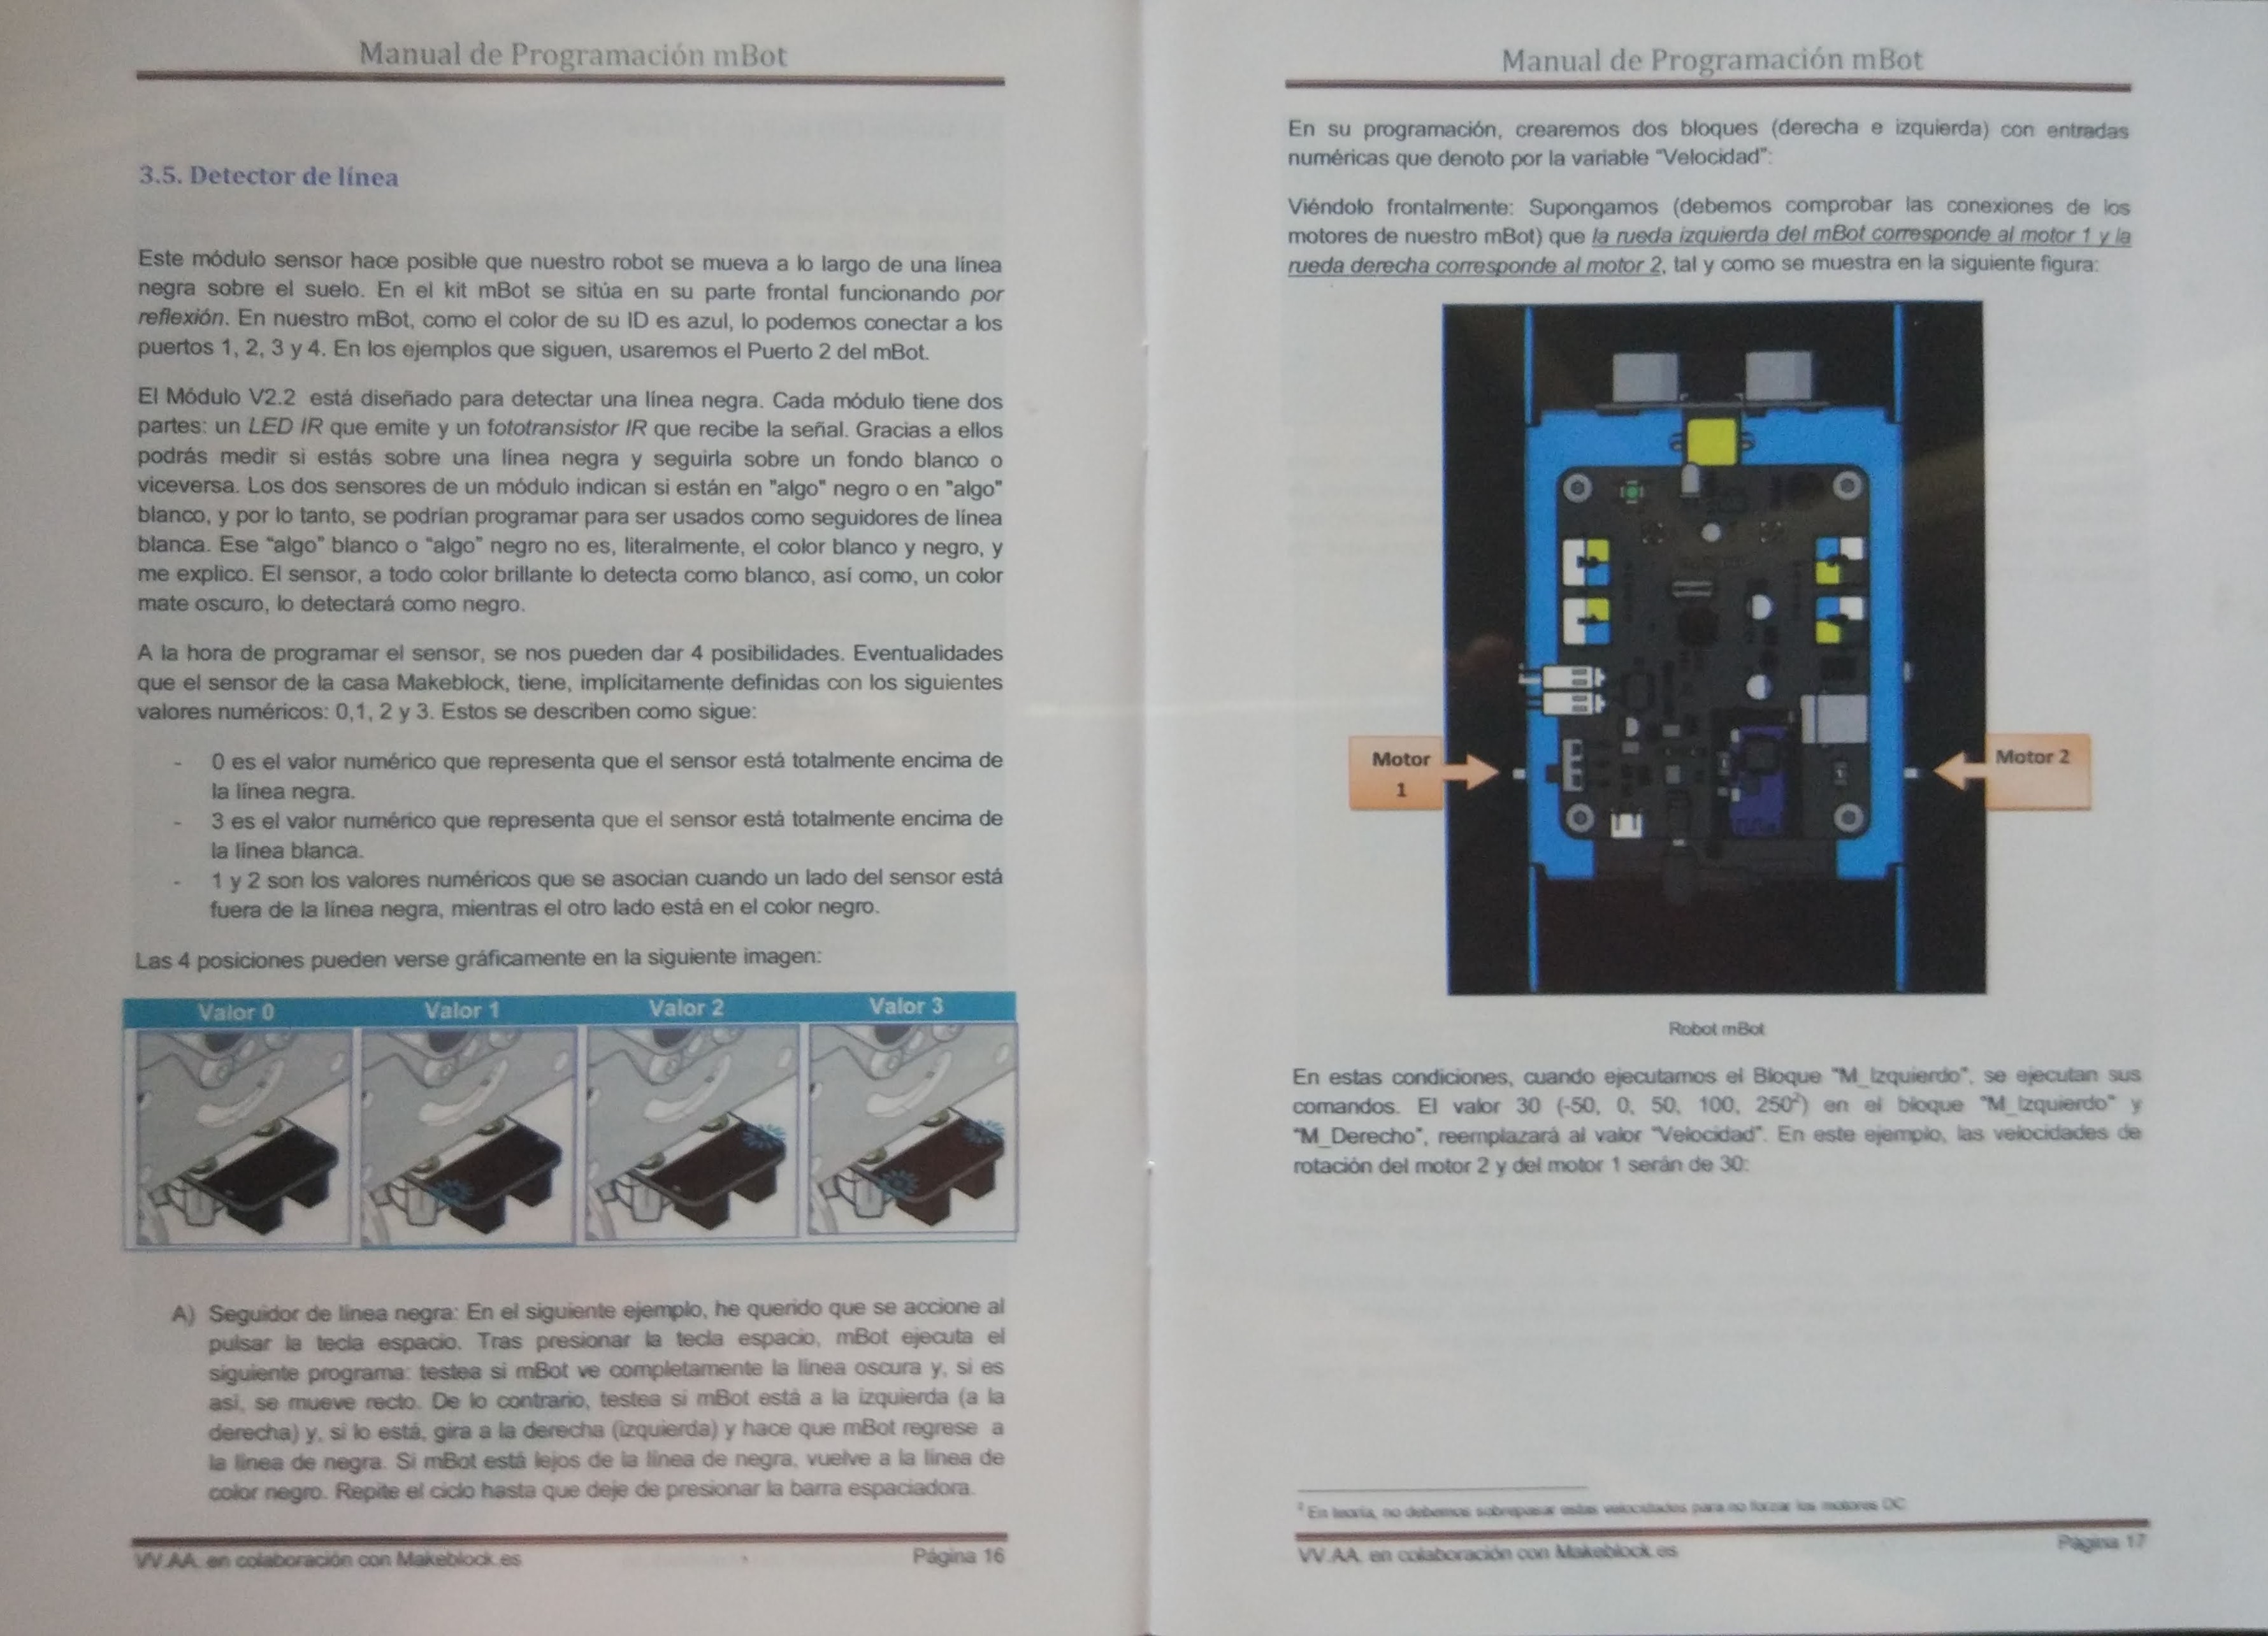 Manual de Programación mBot
3.5. Detector de línea
Este módulo sensor hace posible que nuestro robot se mueva a lo largo de una línea
negra sobre el suelo. En el kit mBot se sitúa en su parte frontal funcionando por
reflexión. En nuestro mBot, como el color de su ID es azul, lo podemos conectar a los
puertos 1, 2, 3 y 4. En los ejemplos que siguen, usaremos el Puerto 2 del mBot.
El Módulo V2.2 está diseñado para detectar una línea negra. Cada módulo tiene dos
partes: un LED IR que emite y un fototransistor IR que recibe la señal. Gracias a ellos
podrás medir si estás sobre una línea negra y seguirla sobre un fondo blanco o
viceversa. Los dos sensores de un módulo indican si están en "algo" negro o en "algo"
blanco, y por lo tanto, se podrían programar para ser usados como seguidores de línea
blanca. Ese “algo” blanco o “algo” negro no es, literalmente, el color blanco y negro, y
me explico. El sensor, a todo color brillante lo detecta como blanco, así como, un color
mate oscuro, lo detectará como negro.
A la hora de programar el sensor, se nos pueden dar 4 posibilidades. Eventualidades
que el sensor de la casa Makeblock, tiene, implícitamente definidas con los siguientes
valores numéricos: 0,1, 2 y 3. Estos se describen como sigue:
- 0 es el valor numérico que representa que el sensor está totalmente encima de
la línea negra.
- 3 es el valor numérico que representa que el sensor está totalmente encima de
la línea blanca.
- 1 y 2 son los valores numéricos que se asocian cuando un lado del sensor está
fuera de la línea negra, mientras el otro lado está en el color negro.
Las 4 posiciones pueden verse gráficamente en la siguiente imagen:
Valor 0 Valor 1 Valor 2 Valor 3
A) Seguidor de línea negra: En el siguiente ejemplo, he querido que se accione al
pulsar la tecla espacio. Tras presionar la tecla espacio, mBot ejecuta el
siguiente programa: testea si mBot ve completamente la línea oscura y, si es
así, se mueve recto. De lo contrario, testea si mBot está a la izquierda (a la
derecha) y, si lo está, gira a la derecha (izquierda) y hace que mBot regrese a
la línea de negra. Si mBot está lejos de la línea de negra, vuelve a la línea de
color negro. Repite el ciclo hasta que deje de presionar la barra espaciadora.
VV.AA. en colaboración con Makeblock.es Página 16
Manual de Programación mBot
En su programación, crearemos dos bloques (derecha e izquierda) con entradas
numéricas que denoto por la variable “Velocidad”:
Viéndolo frontalmente: Supongamos (debemos comprobar las conexiones de los
motores de nuestro mBot) que la rueda izquierda del mBot corresponde al motor 1 y la
rueda derecha corresponde al motor 2, tal y como se muestra en la siguiente figura:
Motor
1
Motor 2
Robot mBot
En estas condiciones, cuando ejecutamos el Bloque “M_Izquierdo”, se ejecutan sus
comandos. El valor 30 (-50, 0, 50, 100, 250²) en el bloque “M_Izquierdo” y
“M_Derecho”, reemplazará al valor “Velocidad”. En este ejemplo, las velocidades de
rotación del motor 2 y del motor 1 serán de 30:
² En teoría, no debemos sobrepasar estas velocidades para no forzar los motores DC
VV.AA. en colaboración con Makeblock.es Página 17